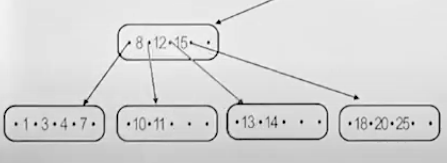 • 8 • 12 • 15 • •
• 1 • 3 • 4 • 7 • • 10 • 11 • • • • 13 • 14 • • • • 18 • 20 • 25 • •